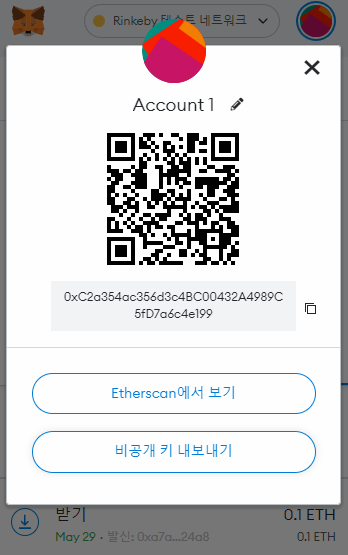 Rinkeby 테스트 네트워크
Account 1
0xC2a354ac356d3c4BC00432A4989C
5fD7a6c4e199
Etherscan에서 보기
비공개 키 내보내기
받기
0.1 ETH
May 29 · 발신: 0xa7a...24a8
0.1 ETH